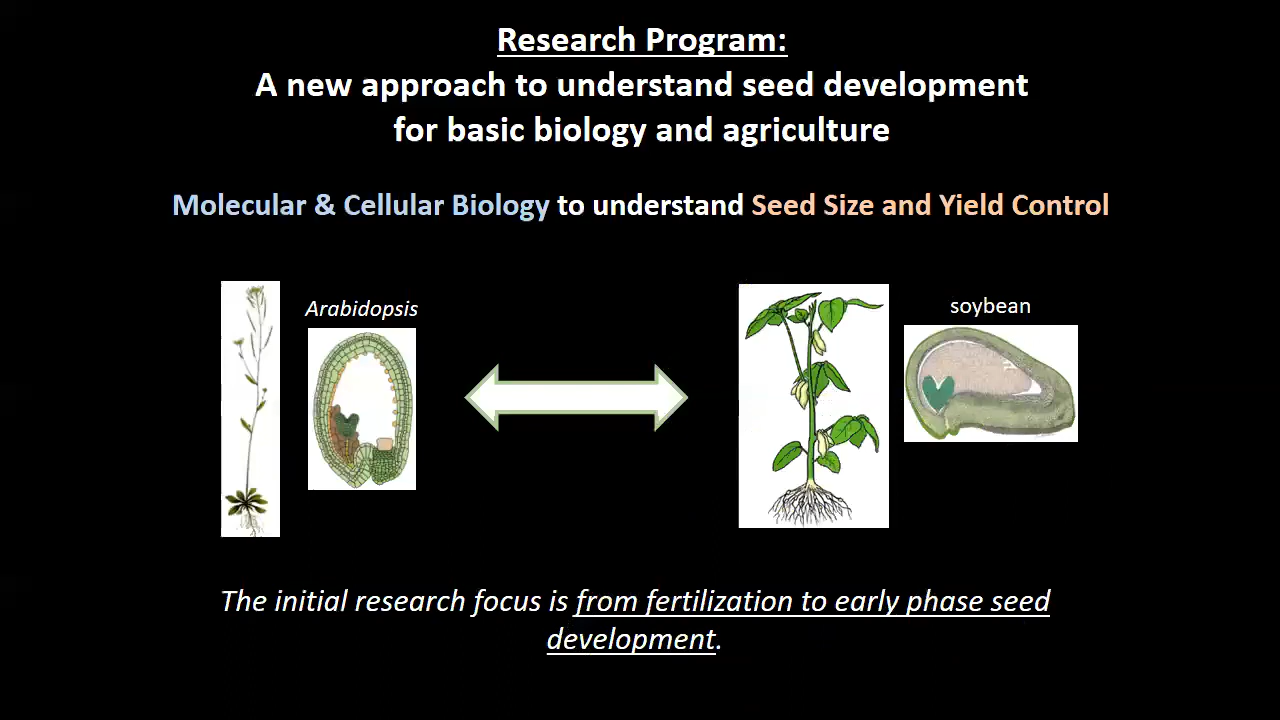 Research Program:
A new approach to understand seed development
for basic biology and agriculture
Molecular & Cellular Biology to understand Seed Size and Yield Control
Arabidopsis
soybean
The initial research focus is from fertilization to early phase seed
development.